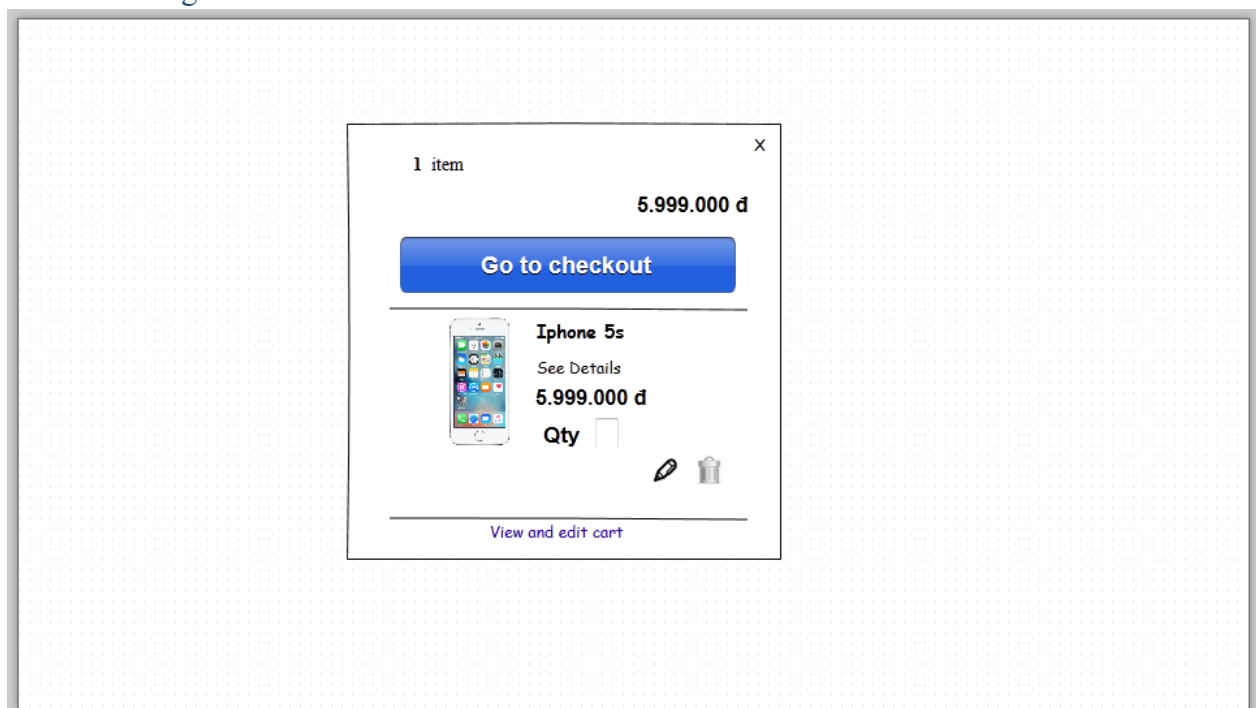 X
1 item
5.999.000 đ
Go to checkout
Iphone 5s
See Details
5.999.000 đ
Qty
View and edit cart